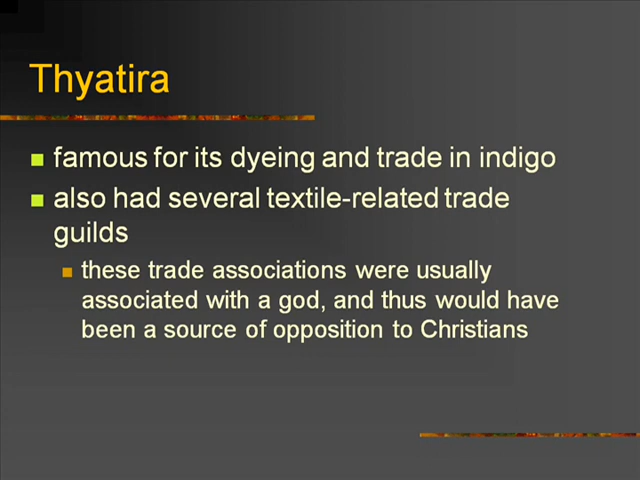 Thyatira
famous for its dyeing and trade in indigo
also had several textile-related trade
guilds
these trade associations were usually
associated with a god, and thus would have
been a source of opposition to Christians